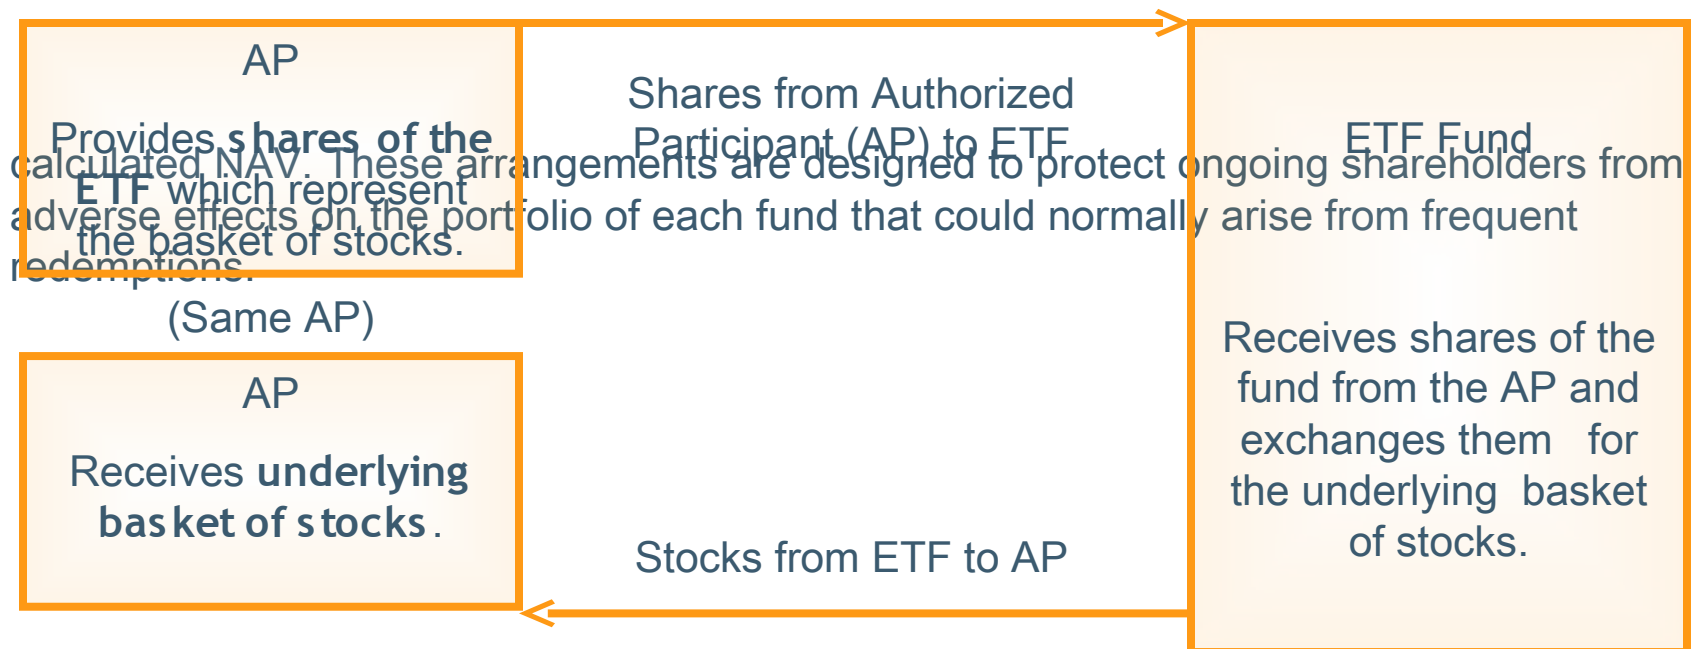 AP
Provides shares of the
ETF which represent
the basket of stocks.
Shares from Authorized
Participant (AP) to ETF
ETF Fund
calculated NAV. These arrangements are designed to protect ongoing shareholders from
adverse effects on the portfolio of each fund that could normally arise from frequent
redemptions.
(Same AP)
AP
Receives underlying
basket of stocks.
Receives shares of the
fund from the AP and
exchanges them for
the underlying basket
of stocks.
Stocks from ETF to AP